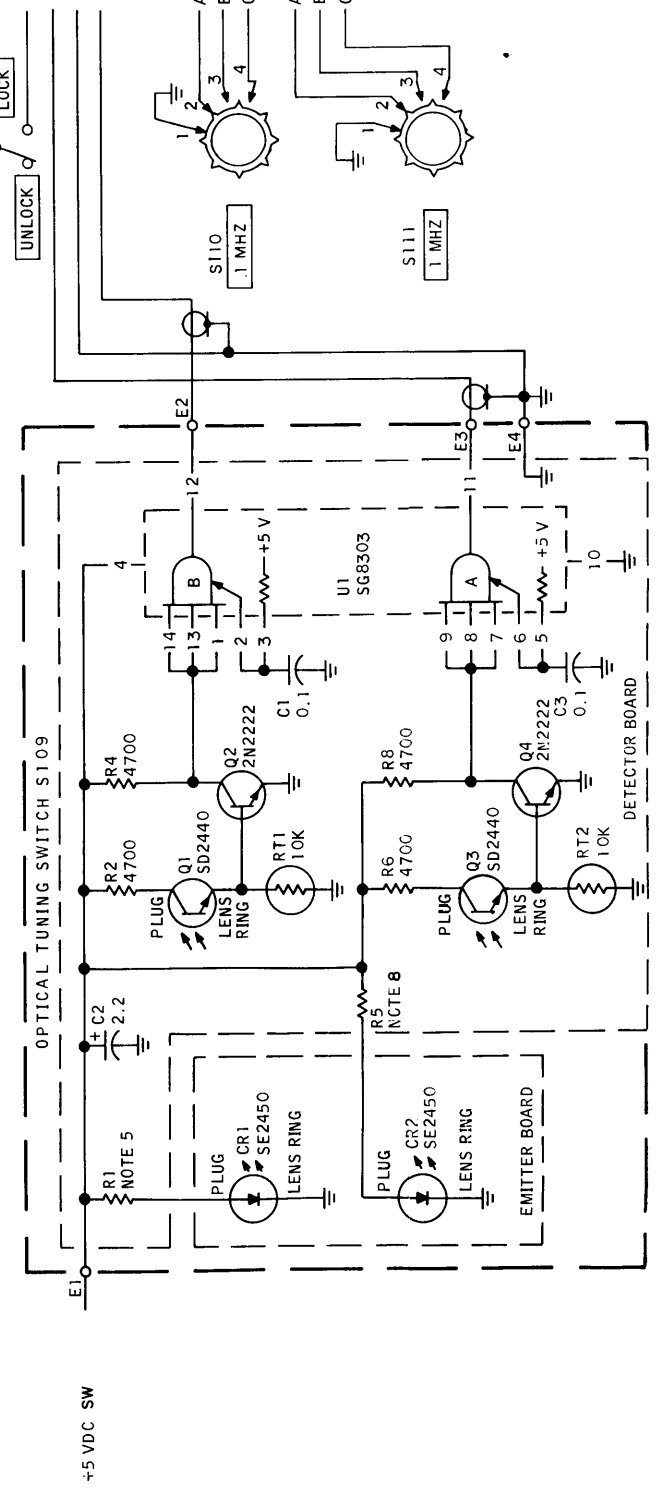 LOCK
UNLOCK
A
B
C
1
2
3
4
S110
.1 MHZ
A
B
C
1
2
3
4
S111
1 MHZ
OPTICAL TUNING SWITCH S109
+5 VDC SW
E1
R1
NOTE 5
+
C2
2.2
PLUG
CR1
SE2450
LENS RING
PLUG
CR2
SE2450
LENS RING
EMITTER BOARD
R5
NOTE 8
R2
4700
R4
4700
PLUG
Q1
SD2440
LENS
RING
RT1
10K
Q2
2N2222
R6
4700
R8
4700
PLUG
Q3
SD2440
LENS
RING
RT2
10K
Q4
2N2222
14
13
1
2
3
C1
0.1
B
+5 V
4
12
E2
U1
SG8303
9
8
7
6
5
C3
0.1
A
+5 V
10
11
E3
E4
DETECTOR BOARD